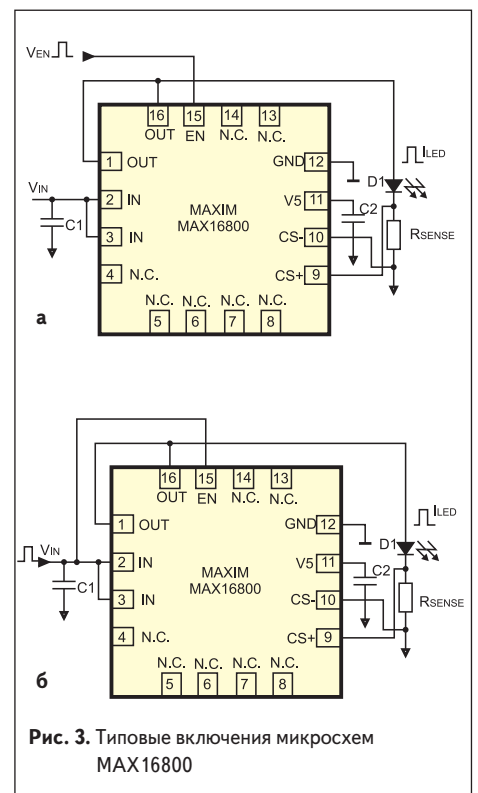 VEN
16 15 14 13
OUT EN N.C. N.C.
1 OUT GND 12 ILED
D1
VIN 2 IN V5 11
C1 MAXIM C2
MAX16800 CS- 10 RSENSE
3 IN
4 N.C. CS+ 9
N.C. N.C. N.C. N.C.
5 6 7 8
а
16 15 14 13
OUT EN N.C. N.C.
1 OUT GND 12 ILED
D1
VIN 2 IN V5 11
C1 MAXIM C2
MAX16800 CS- 10 RSENSE
3 IN
4 N.C. CS+ 9
N.C. N.C. N.C. N.C.
5 6 7 8
б
Рис. 3. Типовые включения микросхем
MAX16800